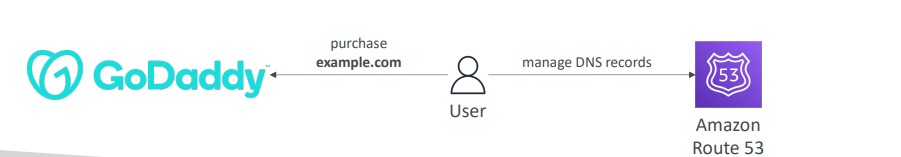 purchase
example.com
GoDaddy™
manage DNS records
53
User
Amazon
Route 53